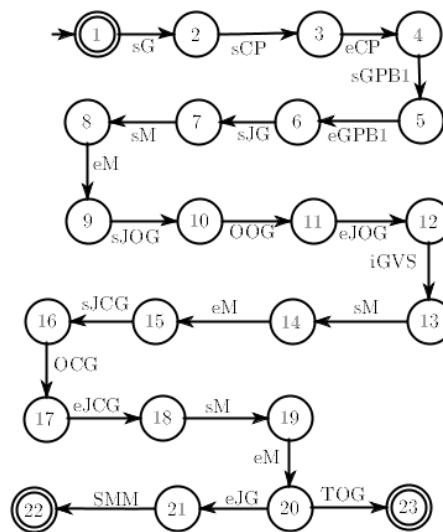 1 2 3 4
sG sCP eCP
sGPB1
8 7 6 5
sM sJG eGPB1
eM
9 10 11 12
sJOG OOG eJOG
iGVS
16 15 14 13
sJCG eM sM
OCG
17 18 19
eJCG sM
eM
22 21 20 23
SMM eJG TOG